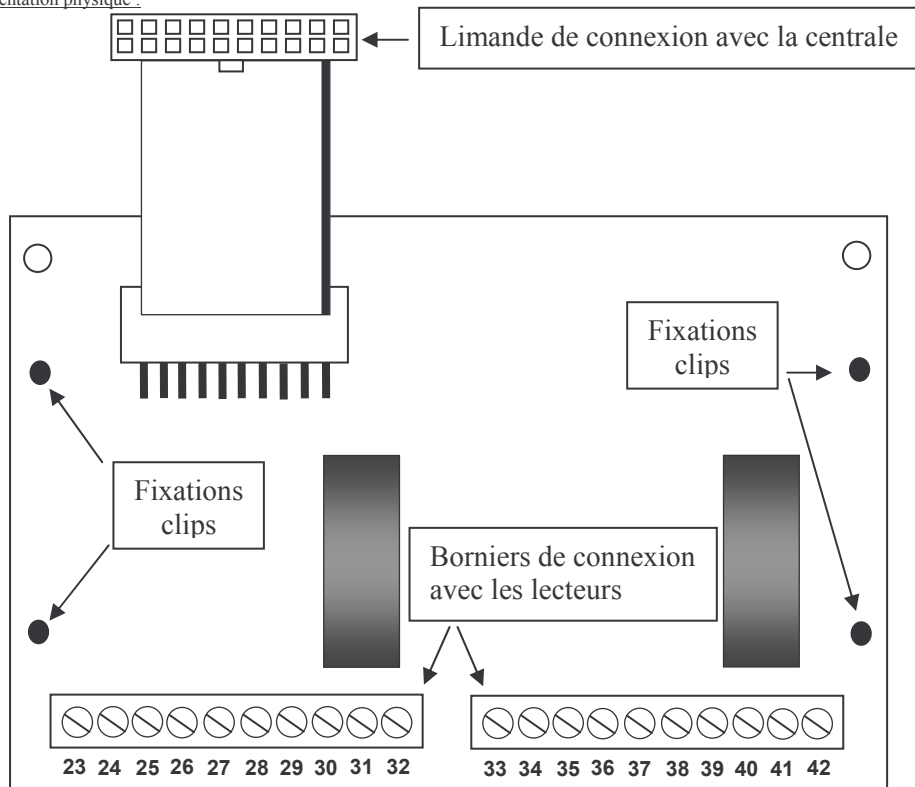 physique :
Limande de connexion avec la centrale
Fixations
clips
Fixations
clips
Borniers de connexion
avec les lecteurs
23 24 25 26 27 28 29 30 31 32
33 34 35 36 37 38 39 40 41 42